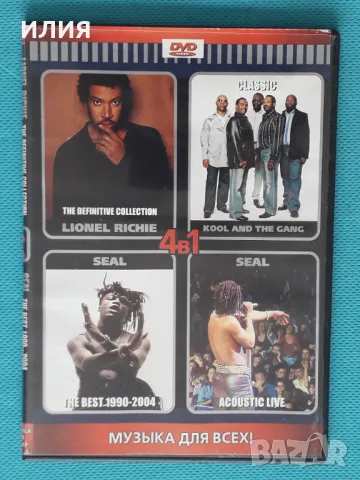 илия
DVD
VIDEO
THE DEFINITIVE COLLECTION
LIONEL RICHIE
CLASSIC
KOOL AND THE GANG
4в1
SEAL
THE BEST 1990-2004
SEAL
ACOUSTIC LIVE
МУЗЫКА ДЛЯ ВСЕХ!
bazar